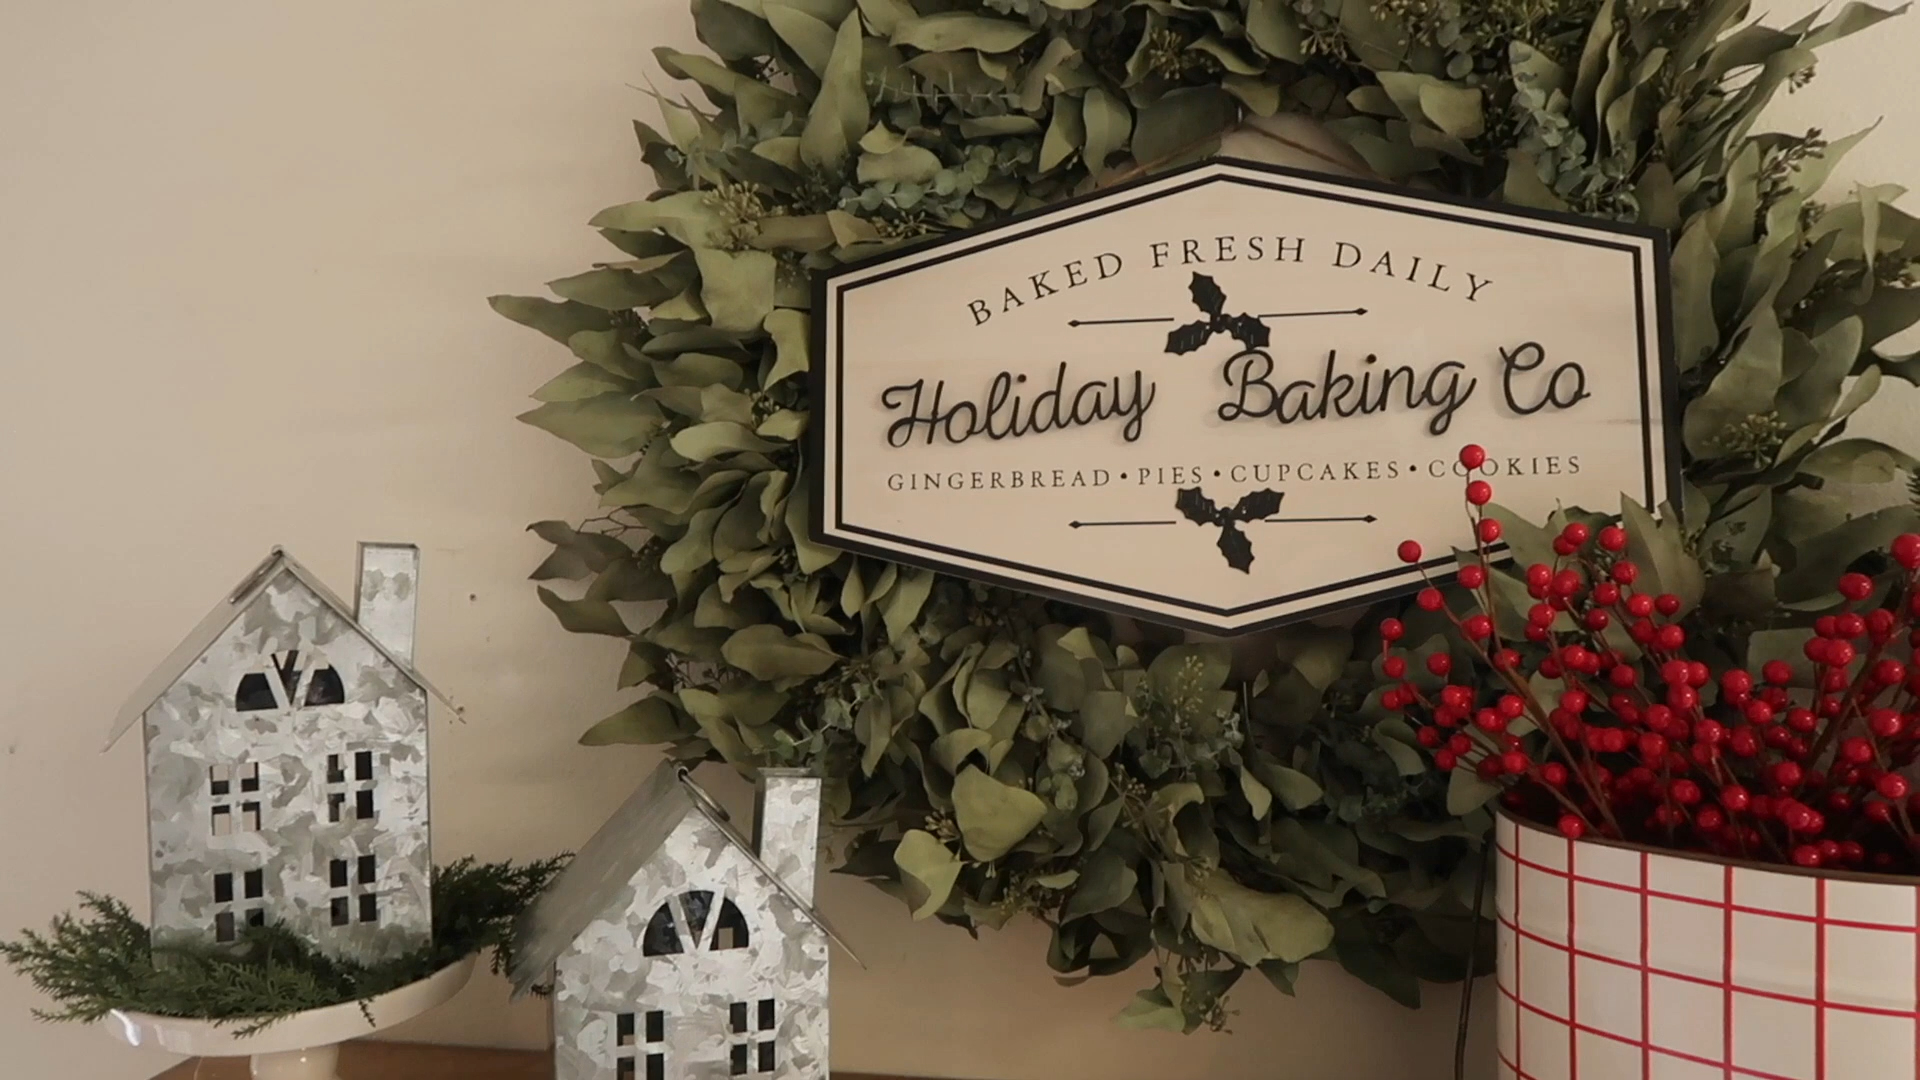 BAKED FRESH DAILY
Holiday Baking Co
GINGERBREAD • PIES • CUPCAKES • COOKIES